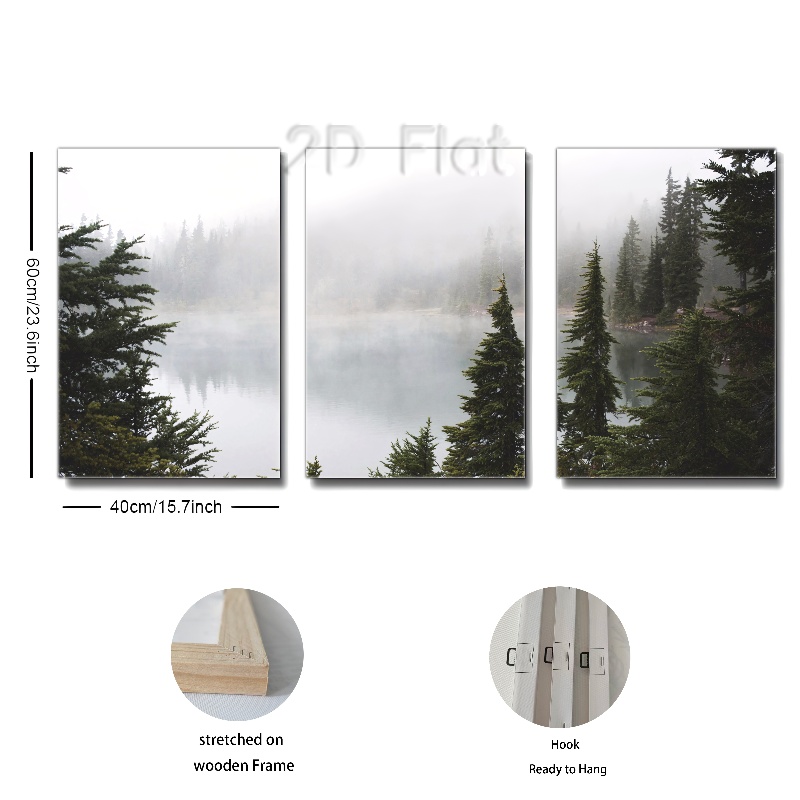 2D Flat
60cm/23.6inch
40cm/15.7inch
stretched on
wooden Frame
Hook
Ready to Hang